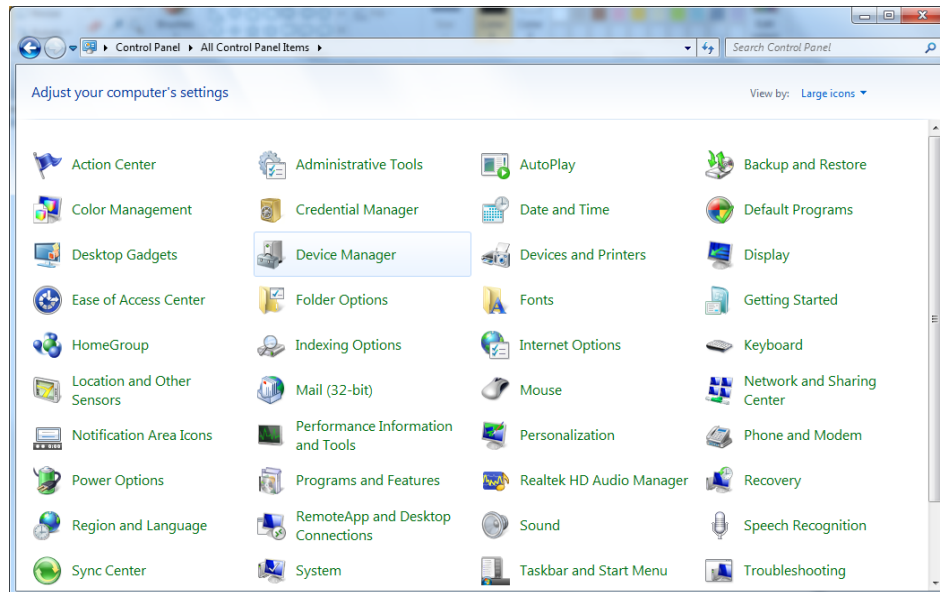 Control Panel All Control Panel Items
Search Control Panel
Adjust your computer's settings
View by: Large icons
Action Center
Administrative Tools
AutoPlay
Backup and Restore
Color Management
Credential Manager
Date and Time
Default Programs
Desktop Gadgets
Device Manager
Devices and Printers
Display
Ease of Access Center
Folder Options
Fonts
Getting Started
HomeGroup
Indexing Options
Internet Options
Keyboard
Location and Other
Sensors
Mail (32-bit)
Mouse
Network and Sharing
Center
Notification Area Icons
Performance Information
and Tools
Personalization
Phone and Modem
Power Options
Programs and Features
Realtek HD Audio Manager
Recovery
Region and Language
RemoteApp and Desktop
Connections
Sound
Speech Recognition
Sync Center
System
Taskbar and Start Menu
Troubleshooting